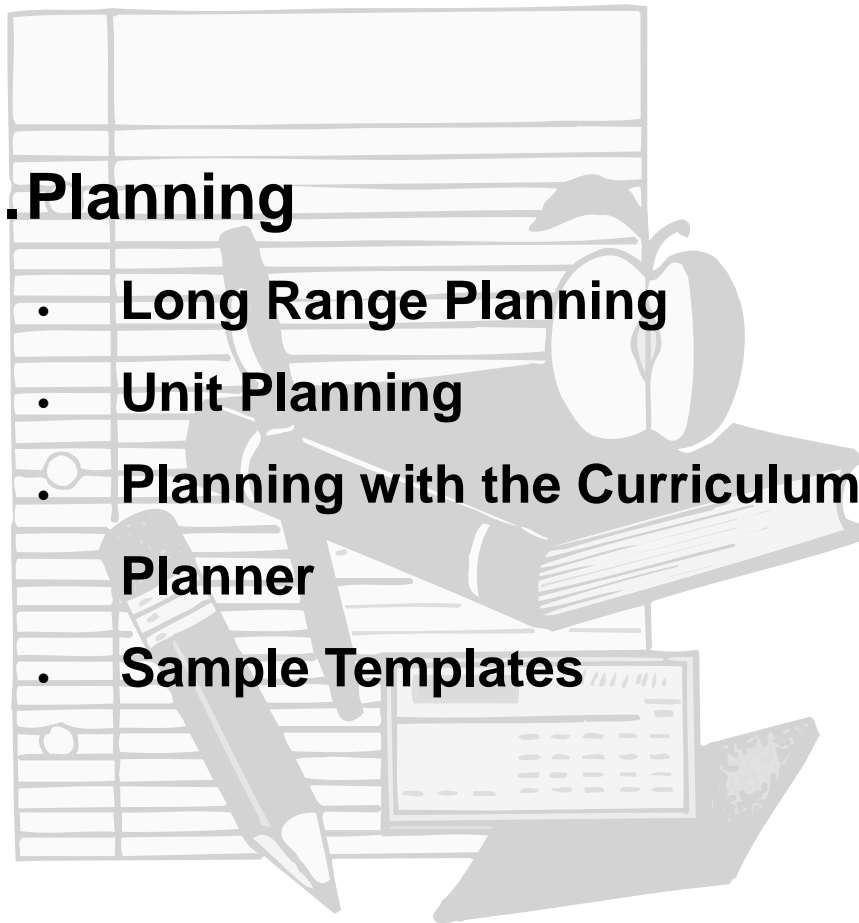 .Planning
. Long Range Planning
. Unit Planning
. Planning with the Curriculum
Planner
. Sample Templates